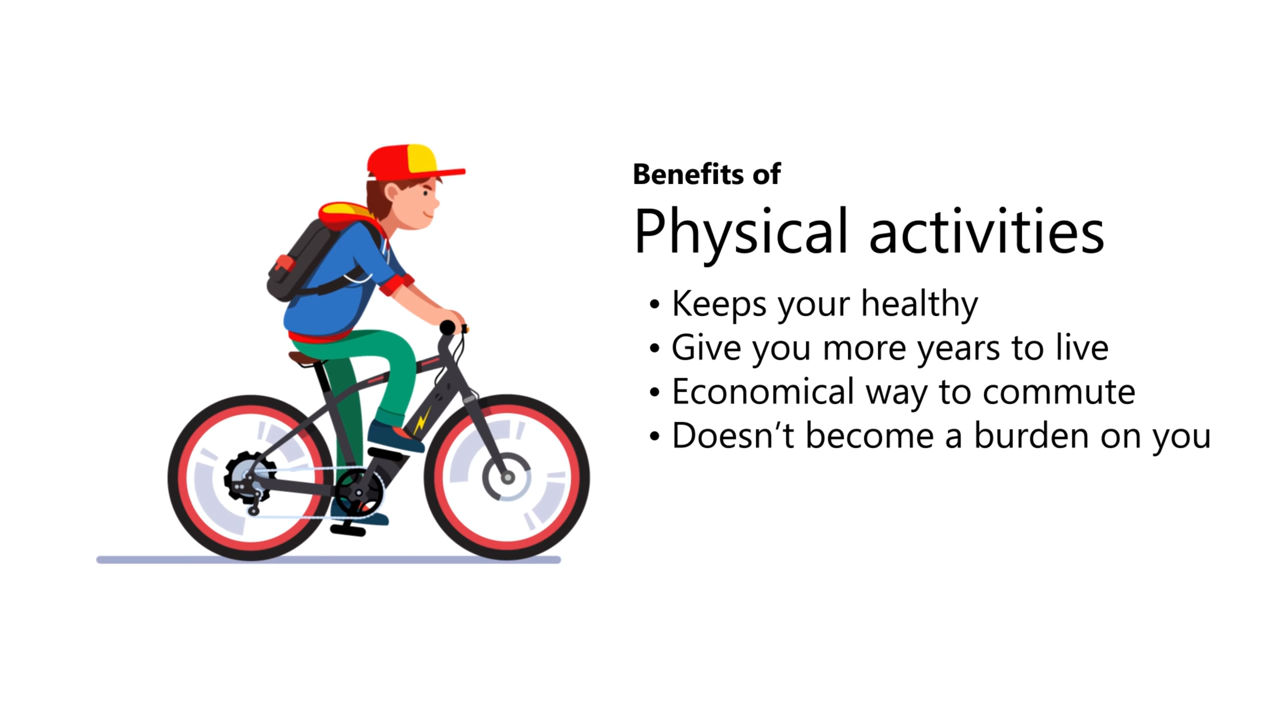 Benefits of
Physical activities
• Keeps your healthy
• Give you more years to live
• Economical way to commute
• Doesn’t become a burden on you